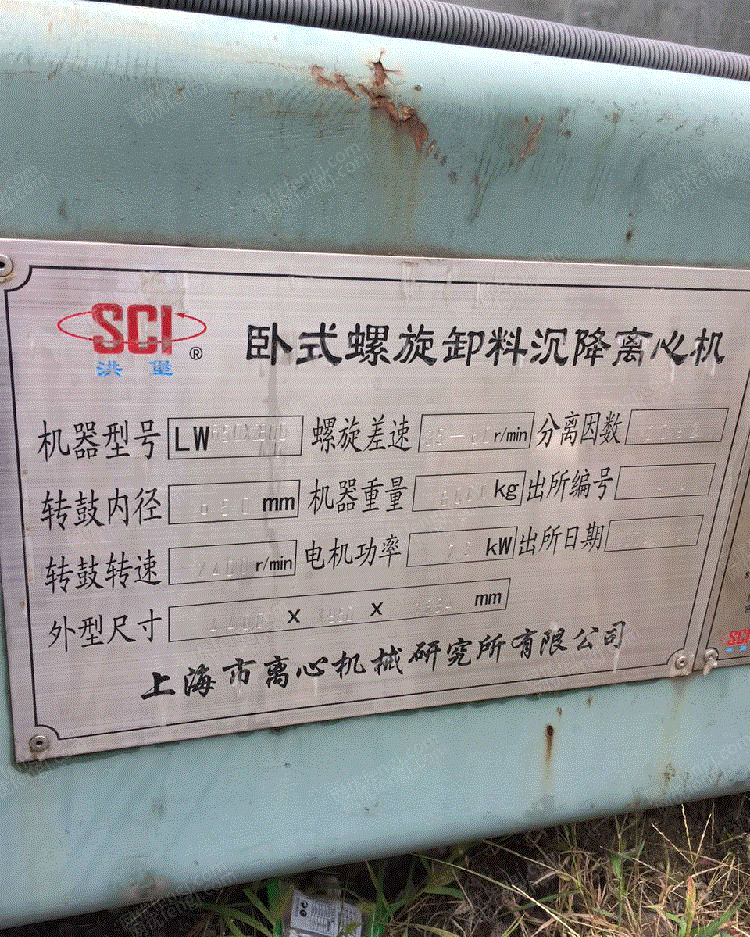 SCI ®
洪堡
卧式螺旋卸料沉降离心机
机器型号 LW 螺旋差速 r/min 分离因数
转鼓内径 mm 机器重量 kg 出所编号
转鼓转速 2400 r/min 电机功率 kW 出所日期
外型尺寸 x x mm
上海市离心机械研究所有限公司